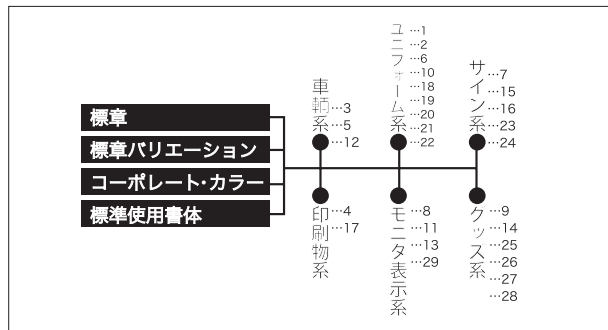 標章
標章バリエーション
コーポレート・カラー
標準使用書体
車輌系
…3
…5
…12
ユニフォーム系
…1
…2
…6
…10
…18
…19
…20
…21
…22
サイン系
…7
…15
…16
…23
…24
印刷物系
…4
…17
モニタ表示系
…8
…11
…13
…29
グッズ系
…9
…14
…25
…26
…27
…28